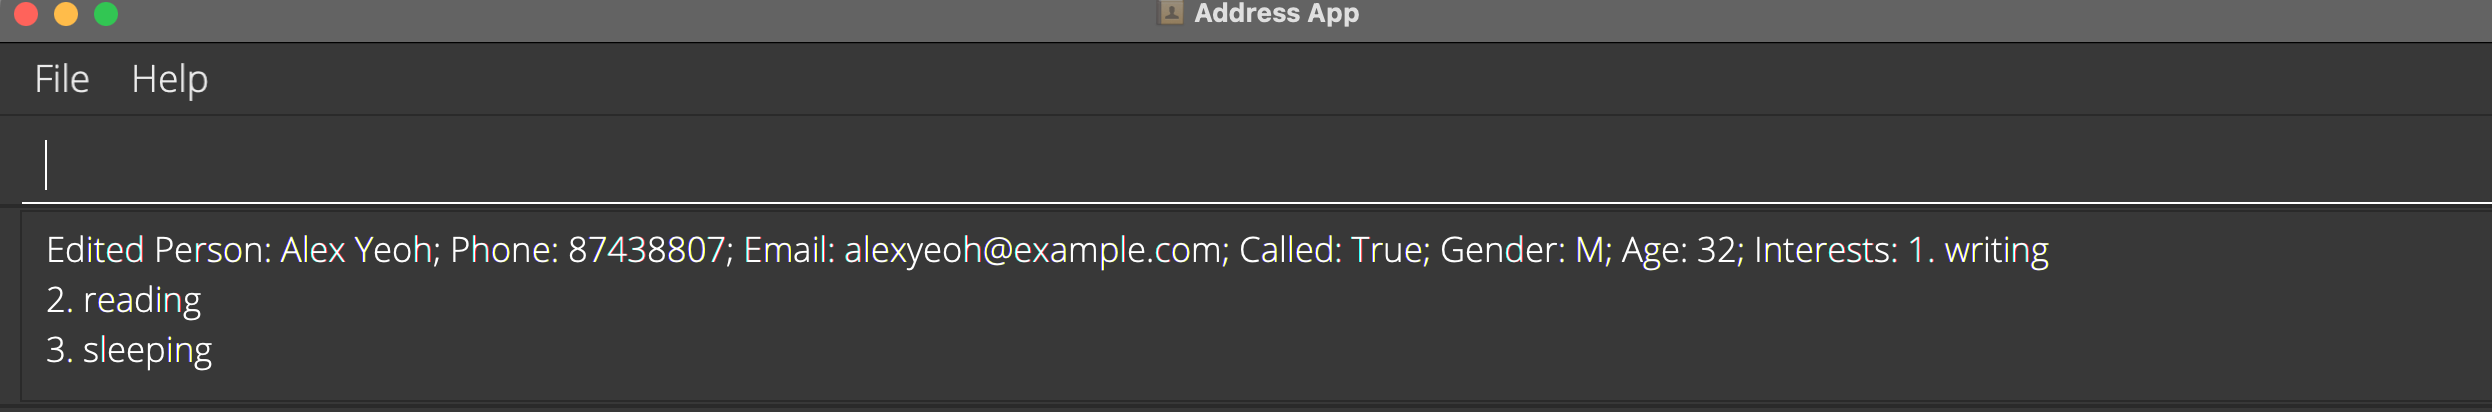 Address App
File Help
Edited Person: Alex Yeoh; Phone: 87438807; Email: alexyeoh@example.com; Called: True; Gender: M; Age: 32; Interests: 1. writing
2. reading
3. sleeping